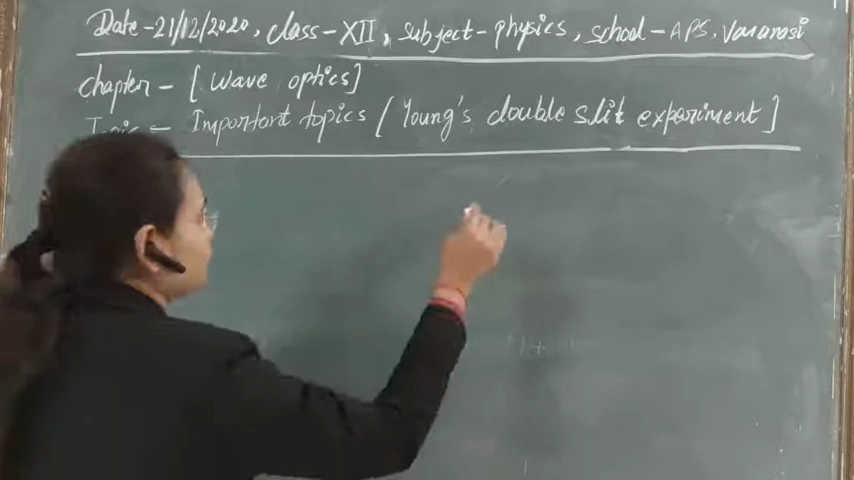 Date-21/12/2020, class-XII, subject-physics, school-APS, Varanasi
chapter - [wave optics]
Topic - Important topics [Young's double slit experiment]